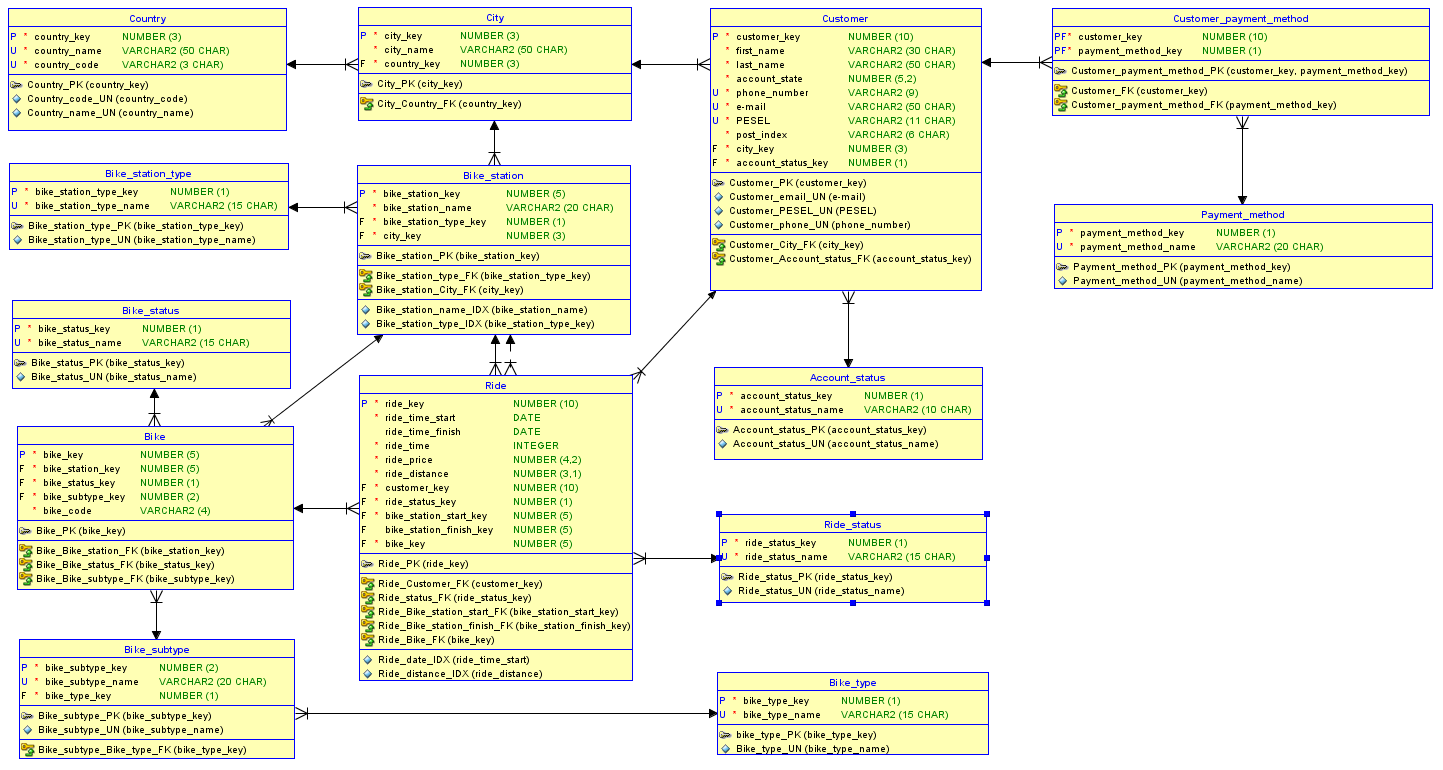 Country
P * country_key NUMBER (3)
U * country_name VARCHAR2 (50 CHAR)
U * country_code VARCHAR2 (3 CHAR)
Country_PK (country_key)
Country_code_UN (country_code)
Country_name_UN (country_name)
City
P * city_key NUMBER (3)
* city_name VARCHAR2 (50 CHAR)
F * country_key NUMBER (3)
City_PK (city_key)
City_Country_FK (country_key)
Customer
P * customer_key NUMBER (10)
* first_name VARCHAR2 (30 CHAR)
* last_name VARCHAR2 (50 CHAR)
* account_state NUMBER (5,2)
U * phone_number VARCHAR2 (9)
U * e-mail VARCHAR2 (50 CHAR)
U * PESEL VARCHAR2 (11 CHAR)
* post_index VARCHAR2 (6 CHAR)
F * city_key NUMBER (3)
F * account_status_key NUMBER (1)
Customer_PK (customer_key)
Customer_email_UN (e-mail)
Customer_PESEL_UN (PESEL)
Customer_phone_UN (phone_number)
Customer_City_FK (city_key)
Customer_Account_status_FK (account_status_key)
Customer_payment_method
PF* customer_key NUMBER (10)
PF* payment_method_key NUMBER (1)
Customer_payment_method_PK (customer_key, payment_method_key)
Customer_FK (customer_key)
Customer_payment_method_FK (payment_method_key)
Bike_station_type
P * bike_station_type_key NUMBER (1)
U * bike_station_type_name VARCHAR2 (15 CHAR)
Bike_station_type_PK (bike_station_type_key)
Bike_station_type_UN (bike_station_type_name)
Bike_station
P * bike_station_key NUMBER (5)
* bike_station_name VARCHAR2 (20 CHAR)
F * bike_station_type_key NUMBER (1)
F * city_key NUMBER (3)
Bike_station_PK (bike_station_key)
Bike_station_type_FK (bike_station_type_key)
Bike_station_City_FK (city_key)
Bike_station_name_IDX (bike_station_name)
Bike_station_type_IDX (bike_station_type_key)
Payment_method
P * payment_method_key NUMBER (1)
U * payment_method_name VARCHAR2 (20 CHAR)
Payment_method_PK (payment_method_key)
Payment_method_UN (payment_method_name)
Bike_status
P * bike_status_key NUMBER (1)
U * bike_status_name VARCHAR2 (15 CHAR)
Bike_status_PK (bike_status_key)
Bike_status_UN (bike_status_name)
Ride
P * ride_key NUMBER (10)
* ride_time_start DATE
ride_time_finish DATE
* ride_time INTEGER
* ride_price NUMBER (4,2)
* ride_distance NUMBER (3,1)
F * customer_key NUMBER (10)
F * ride_status_key NUMBER (1)
F * bike_station_start_key NUMBER (5)
F bike_station_finish_key NUMBER (5)
F * bike_key NUMBER (5)
Ride_PK (ride_key)
Ride_Customer_FK (customer_key)
Ride_status_FK (ride_status_key)
Ride_Bike_station_start_FK (bike_station_start_key)
Ride_Bike_station_finish_FK (bike_station_finish_key)
Ride_Bike_FK (bike_key)
Ride_date_IDX (ride_time_start)
Ride_distance_IDX (ride_distance)
Account_status
P * account_status_key NUMBER (1)
U * account_status_name VARCHAR2 (10 CHAR)
Account_status_PK (account_status_key)
Account_status_UN (account_status_name)
Bike
P * bike_key NUMBER (5)
F * bike_station_key NUMBER (5)
F * bike_status_key NUMBER (1)
F * bike_subtype_key NUMBER (2)
* bike_code VARCHAR2 (4)
Bike_PK (bike_key)
Bike_Bike_station_FK (bike_station_key)
Bike_Bike_status_FK (bike_status_key)
Bike_Bike_subtype_FK (bike_subtype_key)
Ride_status
P * ride_status_key NUMBER (1)
U * ride_status_name VARCHAR2 (15 CHAR)
Ride_status_PK (ride_status_key)
Ride_status_UN (ride_status_name)
Bike_subtype
P * bike_subtype_key NUMBER (2)
U * bike_subtype_name VARCHAR2 (20 CHAR)
F * bike_type_key NUMBER (1)
Bike_subtype_PK (bike_subtype_key)
Bike_subtype_UN (bike_subtype_name)
Bike_subtype_Bike_type_FK (bike_type_key)
Bike_type
P * bike_type_key NUMBER (1)
U * bike_type_name VARCHAR2 (15 CHAR)
bike_type_PK (bike_type_key)
Bike_type_UN (bike_type_name)